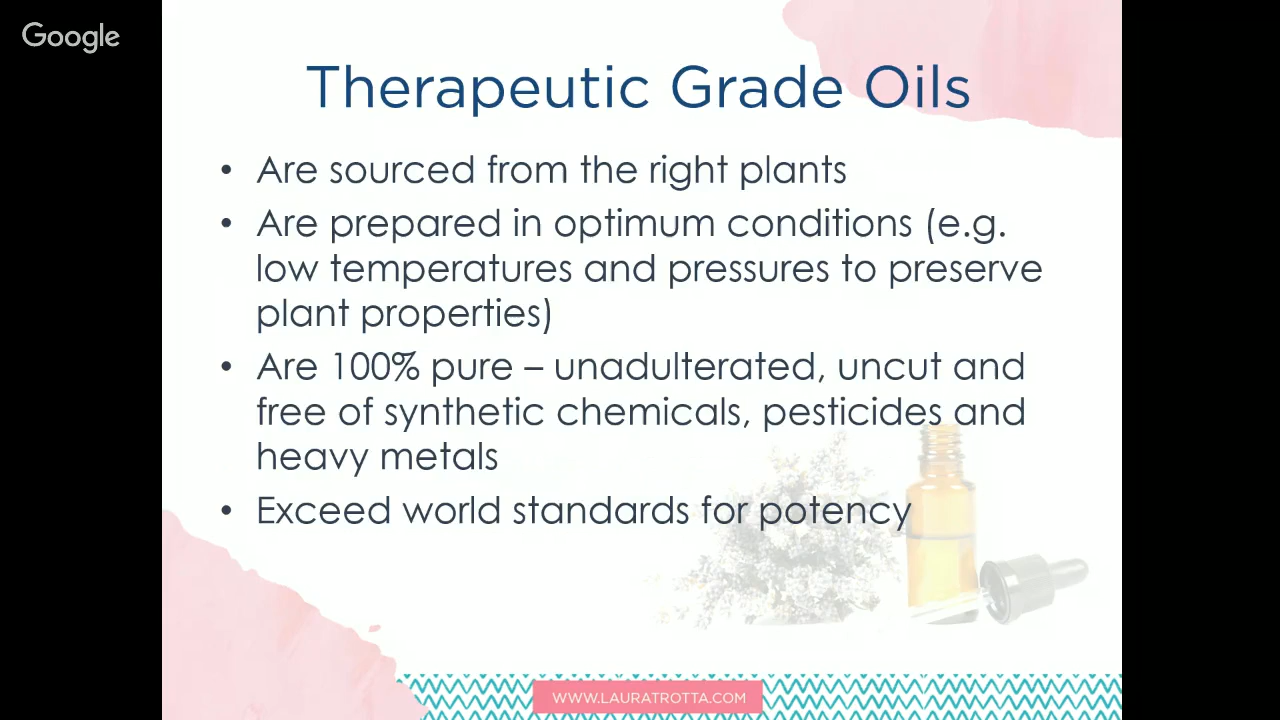 Google
Therapeutic Grade Oils
• Are sourced from the right plants
• Are prepared in optimum conditions (e.g.
low temperatures and pressures to preserve
plant properties)
• Are 100% pure – unadulterated, uncut and
free of synthetic chemicals, pesticides and
heavy metals
• Exceed world standards for potency
WWW.LAURATROTTA.COM